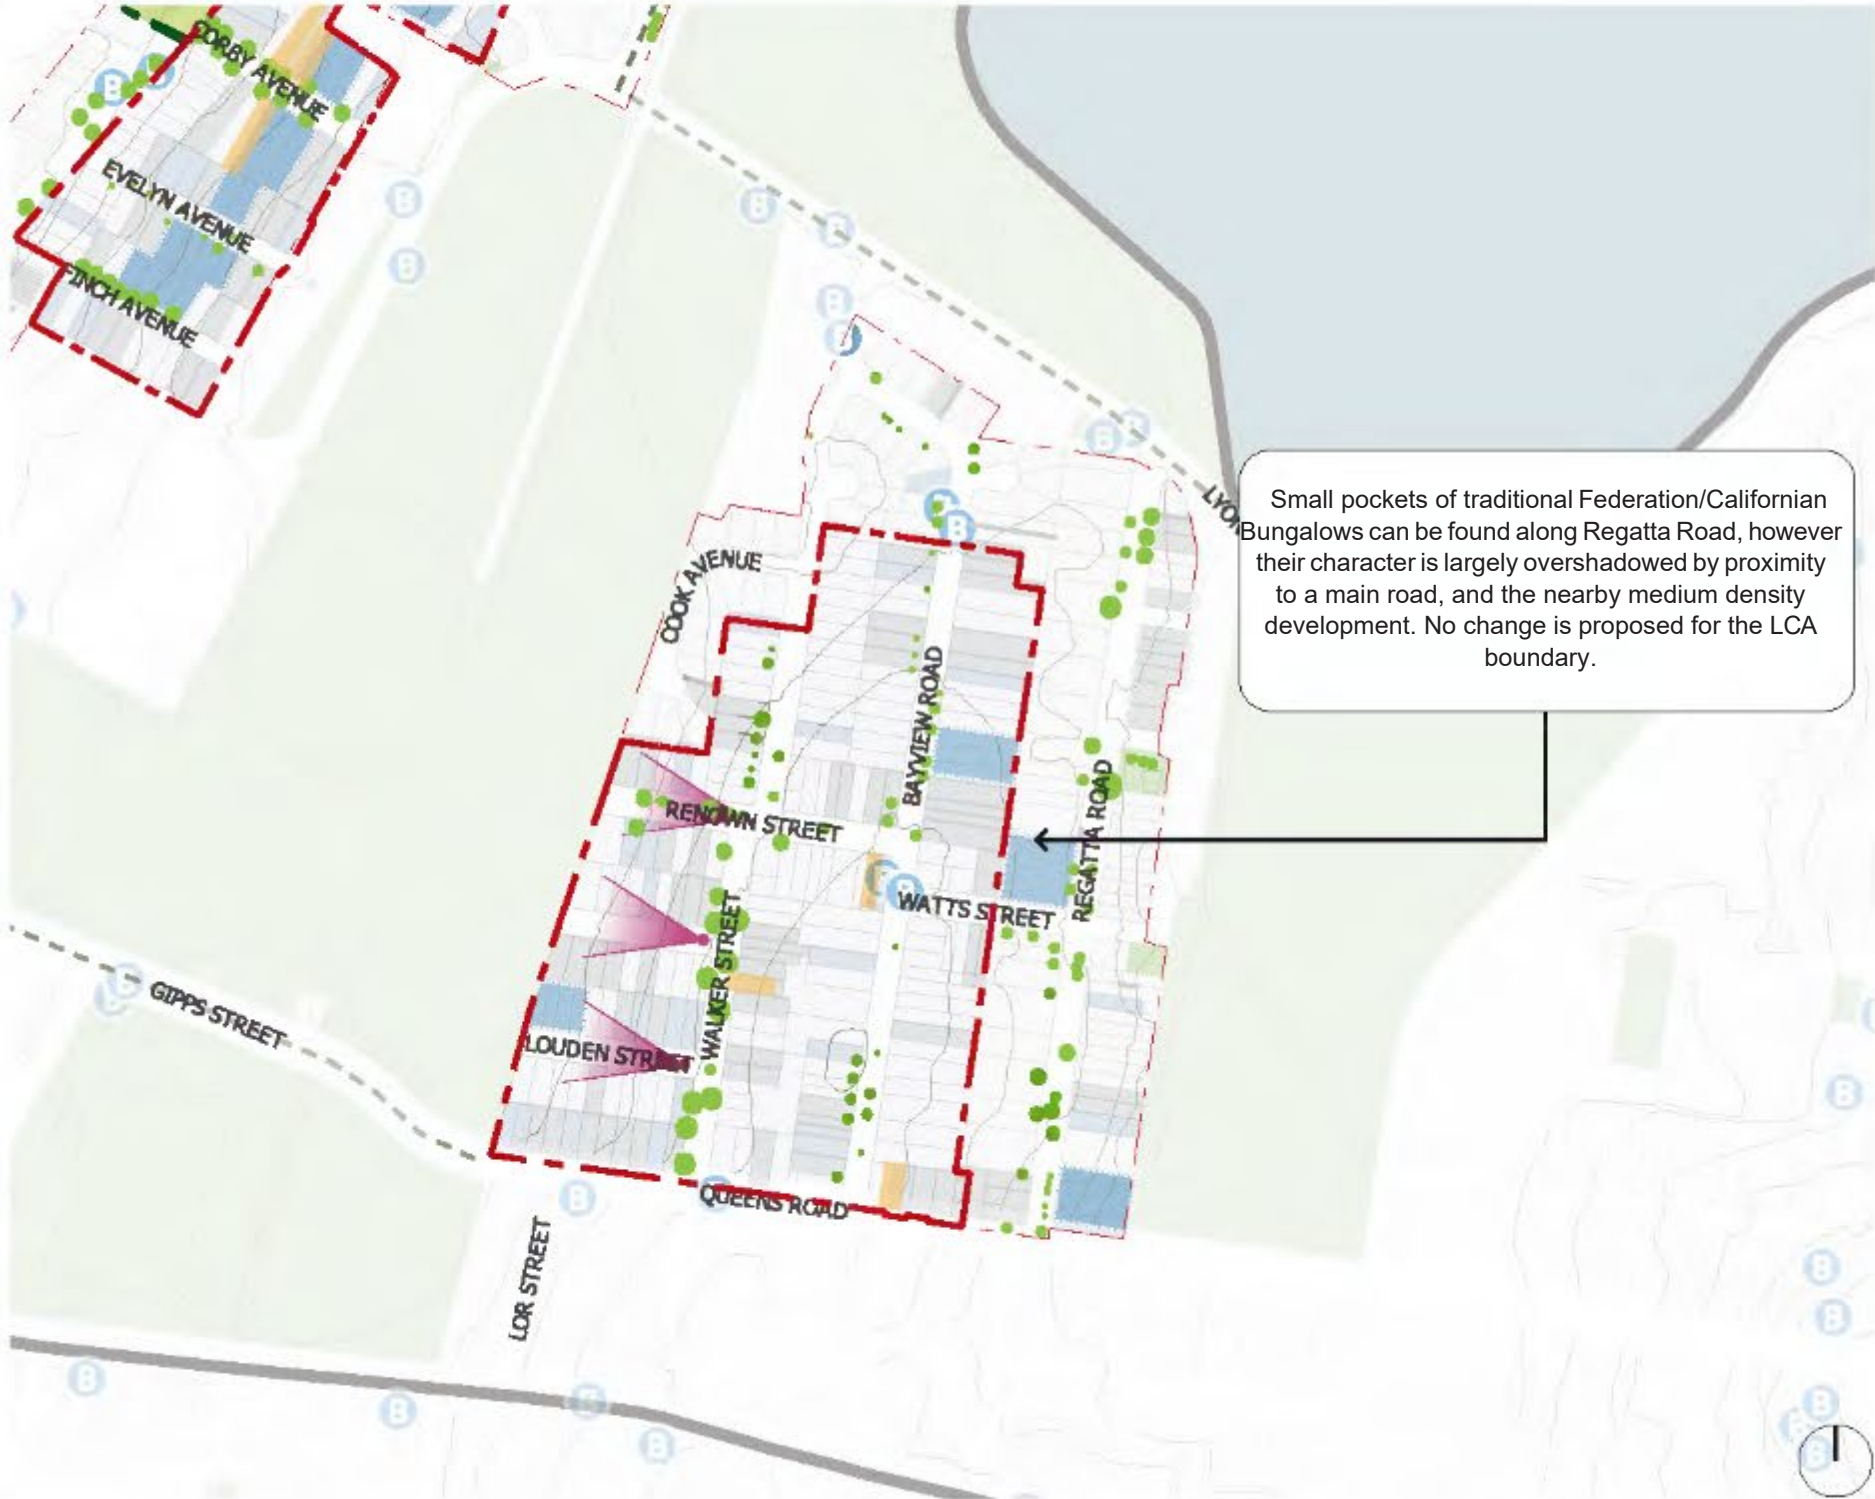 CORBY AVENUE
EVELYN AVENUE
FINCH AVENUE
B
B
B
B
B
B
B
B
LYON
Small pockets of traditional Federation/Californian
Bungalows can be found along Regatta Road, however
their character is largely overshadowed by proximity
to a main road, and the nearby medium density
development. No change is proposed for the LCA
boundary.
B
COOK AVENUE
BAYVIEW ROAD
RENOWN STREET
REGATTA ROAD
WATTS STREET
WALKER STREET
GIPPS STREET
LOUDEN STREET
B
QUEENS ROAD
B
LOR STREET
B
B
B
B
B
B
B
B
B